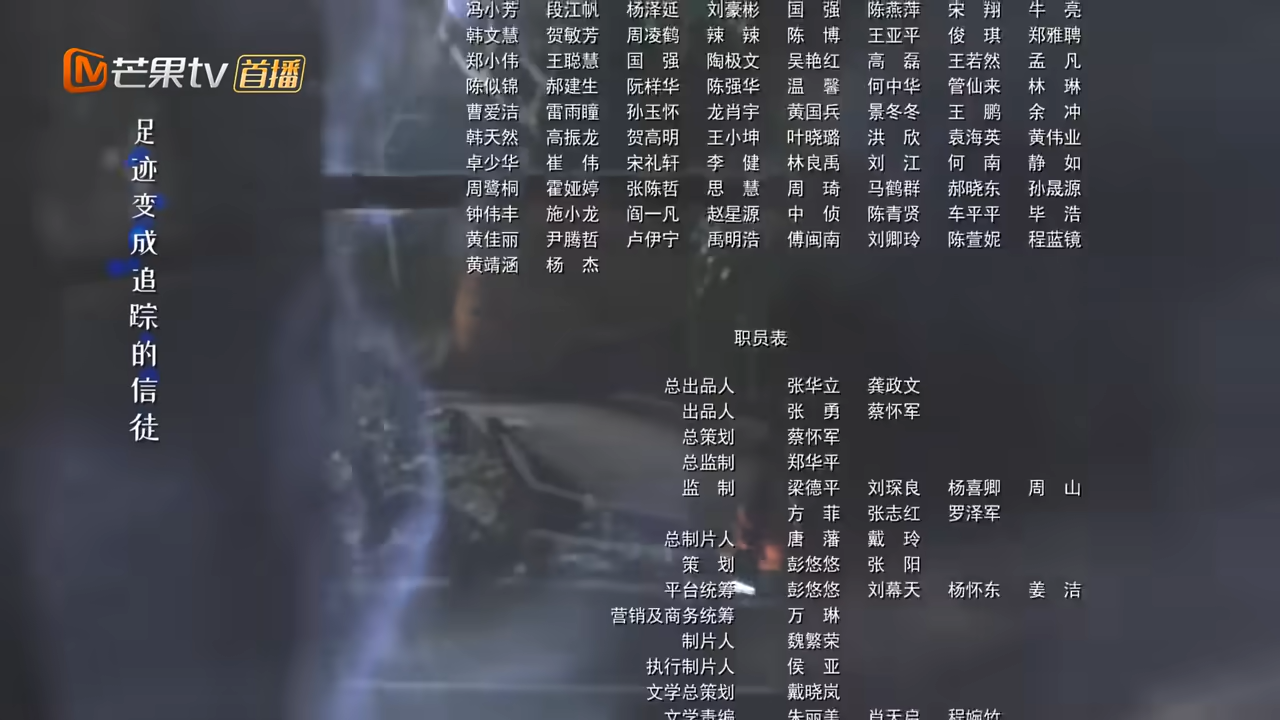 芒果tv 首播
足迹变成追踪的信徒
冯小芳 段江帆 杨泽延 刘豪彬 国 强 陈燕萍 宋 翔 牛 亮
韩文慧 贺敏芳 周凌鹤 辣 辣 陈 博 王亚平 俊 琪 郑雅聘
郑小伟 王聪慧 国 强 陶极文 吴艳红 高 磊 王若然 孟 凡
陈似锦 郝建生 阮样华 陈强华 温 馨 何中华 管仙来 林 琳
曹爱洁 雷雨瞳 孙玉怀 龙肖宇 黄国兵 景冬冬 王 鹏 余 冲
韩天然 高振龙 贺高明 王小坤 叶晓璐 洪 欣 袁海英 黄伟业
卓少华 崔 伟 宋礼轩 李 健 林良禹 刘 江 何 南 静 如
周鹭桐 霍娅婷 张陈哲 思 慧 周 琦 马鹤群 郝晓东 孙晟源
钟伟丰 施小龙 阎一凡 赵星源 中 侦 陈青贤 车平平 毕 浩
黄佳丽 尹腾哲 卢伊宁 禹明浩 傅闽南 刘卿玲 陈萱妮 程蓝镜
黄靖涵 杨 杰
职员表
总出品人 张华立 龚政文
出品人 张 勇 蔡怀军
总策划 蔡怀军
总监制 郑华平
监 制 梁德平 刘琛良 杨喜卿 周 山
方 菲 张志红 罗泽军
总制片人 唐 藩 戴 玲
策 划 彭悠悠 张 阳
平台统筹 彭悠悠 刘幕天 杨怀东 姜 洁
营销及商务统筹 万 琳
制片人 魏繁荣
执行制片人 侯 亚
文学总策划 戴晓岚
文学责编 朱丽美 肖天启 程婉竹